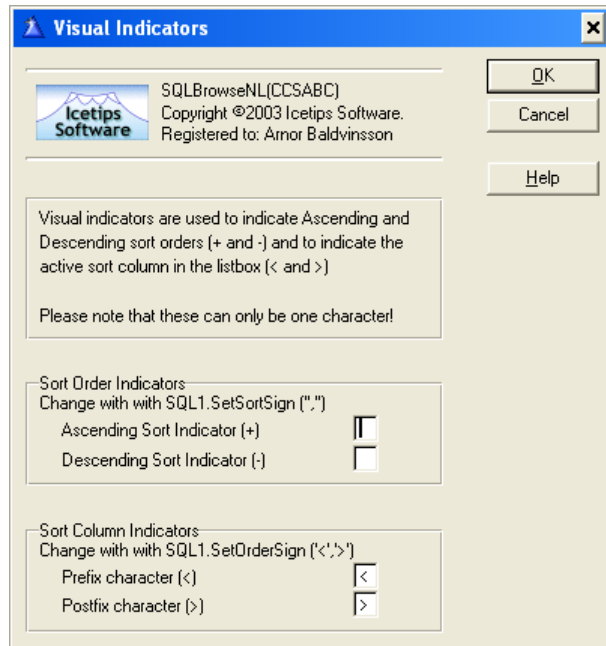 Visual Indicators
OK
Cancel
Help
Icetips
Software
SQLBrowseNL(CCSABC)
Copyright ©2003 Icetips Software.
Registered to: Arnor Baldvinsson
Visual indicators are used to indicate Ascending and
Descending sort orders (+ and -) and to indicate the
active sort column in the listbox (< and >)
Please note that these can only be one character!
Sort Order Indicators
Change with with SQL1.SetSortSign ('','')
Ascending Sort Indicator (+)
Descending Sort Indicator (-)
Sort Column Indicators
Change with with SQL1.SetOrderSign ('<','>')
Prefix character (<) <
Postfix character (>) >